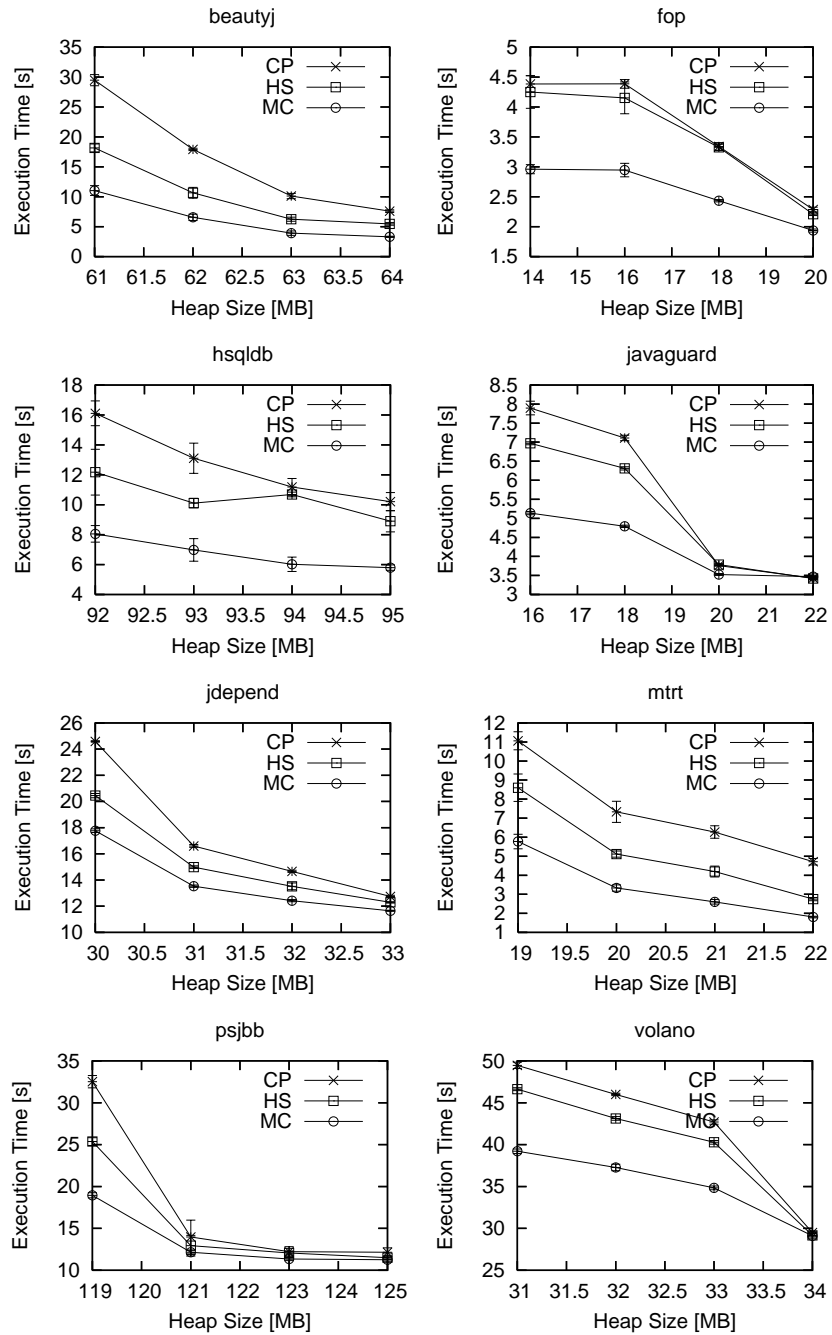 beautyj
35
30
25
20
15
10
5
0
Execution Time [s]
CP
HS
MC
61 61.5 62 62.5 63 63.5 64
Heap Size [MB]
fop
5
4.5
4
3.5
3
2.5
2
1.5
Execution Time [s]
CP
HS
MC
14 15 16 17 18 19 20
Heap Size [MB]
hsqldb
18
16
14
12
10
8
6
4
Execution Time [s]
CP
HS
MC
92 92.5 93 93.5 94 94.5 95
Heap Size [MB]
javaguard
8.5
8
7.5
7
6.5
6
5.5
5
4.5
4
3.5
3
Execution Time [s]
CP
HS
MC
16 17 18 19 20 21 22
Heap Size [MB]
jdepend
26
24
22
20
18
16
14
12
10
Execution Time [s]
CP
HS
MC
30 30.5 31 31.5 32 32.5 33
Heap Size [MB]
mtrt
12
11
10
9
8
7
6
5
4
3
2
1
Execution Time [s]
CP
HS
MC
19 19.5 20 20.5 21 21.5 22
Heap Size [MB]
psjbb
35
30
25
20
15
10
Execution Time [s]
CP
HS
MC
119 120 121 122 123 124 125
Heap Size [MB]
volano
50
45
40
35
30
25
Execution Time [s]
CP
HS
MC
31 31.5 32 32.5 33 33.5 34
Heap Size [MB]